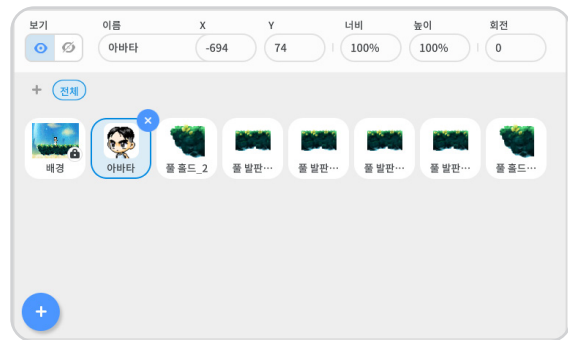 보기 이름 X Y 너비 높이 회전
아바타 -694 74 100% 100% 0
+ 전체
배경 아바타 풀 홀드_2 풀 발판… 풀 발판… 풀 발판… 풀 발판… 풀 홀드…
+